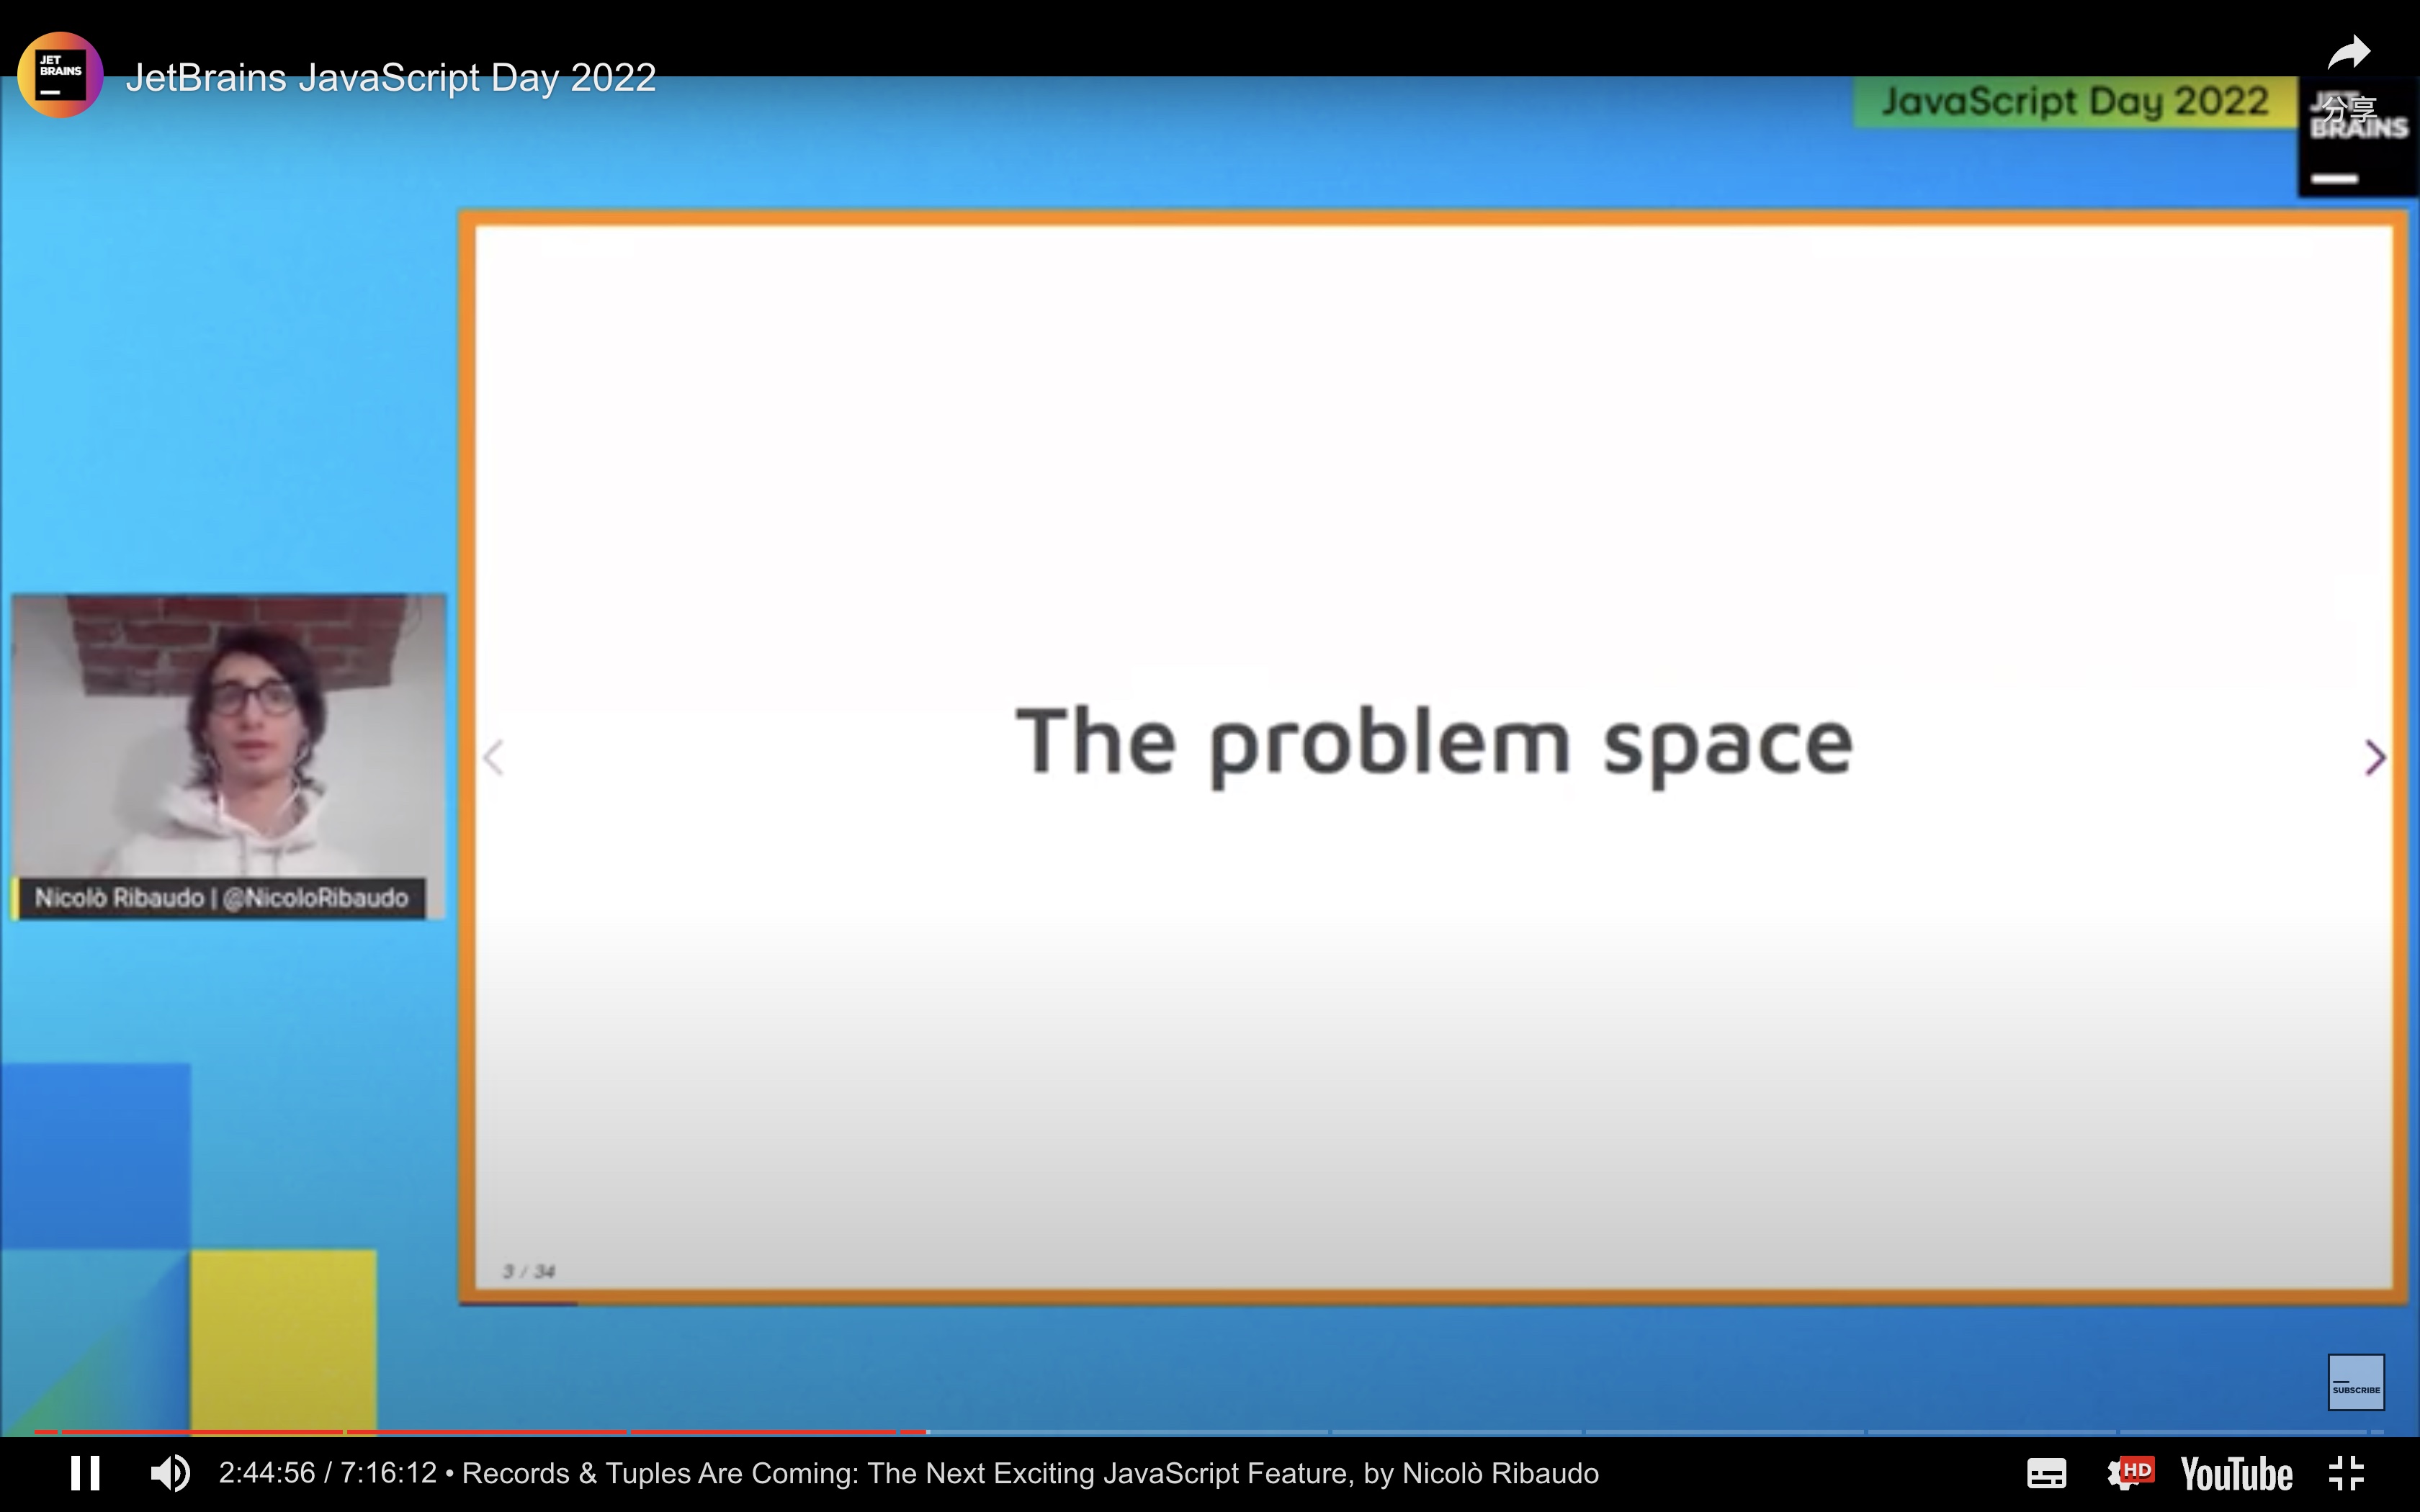 JET
BRAINS
JetBrains JavaScript Day 2022
JavaScript Day 2022
分享
JET
BRAINS
The problem space
Nicolò Ribaudo | @NicoloRibaudo
3 / 34
SUBSCRIBE
2:44:56 / 7:16:12 • Records & Tuples Are Coming: The Next Exciting JavaScript Feature, by Nicolò Ribaudo
HD
YouTube